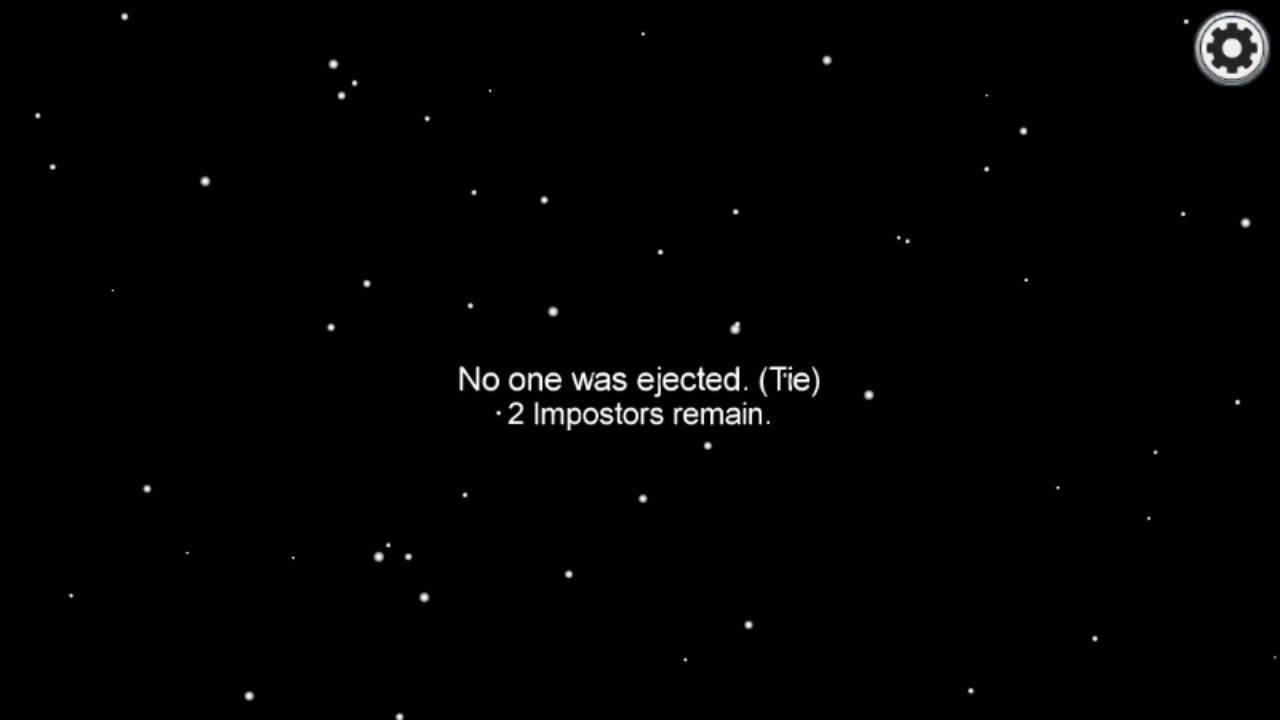 No one was ejected. (Tie)
2 Impostors remain.